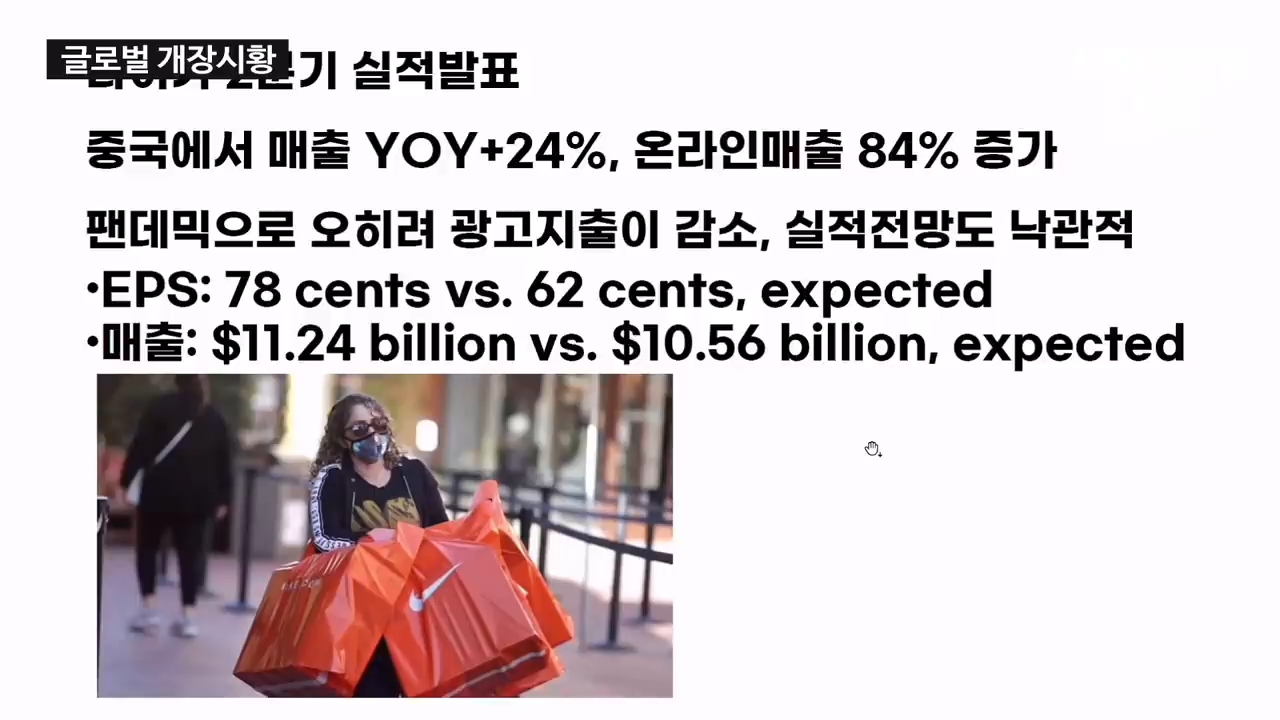 글로벌 개장시황
실적발표
중국에서 매출 YOY+24%, 온라인매출 84% 증가
팬데믹으로 오히려 광고지출이 감소, 실적전망도 낙관적
•EPS: 78 cents vs. 62 cents, expected
•매출: $11.24 billion vs. $10.56 billion, expected